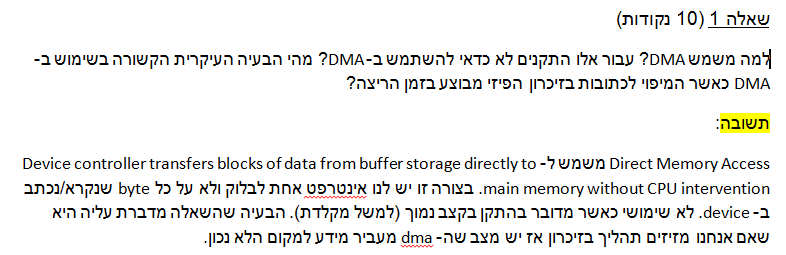 שאלה 1 (10 נקודות)
למה משמש DMA? עבור אלו התקנים לא כדאי להשתמש ב-DMA? מהי הבעיה העיקרית הקשורה בשימוש ב-
DMA כאשר המיפוי לכתובות בזיכרון הפיזי מבוצע בזמן הריצה?
תשובה:
Direct Memory Access משמש ל- Device controller transfers blocks of data from buffer storage directly to
main memory without CPU intervention. בצורה זו יש לנו אינטרפט אחת לבלוק ולא על כל byte שנקרא/נכתב
ב- device. לא שימושי כאשר מדובר בהתקן בקצב נמוך (למשל מקלדת). הבעיה שהשאלה מדברת עליה היא
שאם אנחנו מזיזים תהליך בזיכרון אז יש מצב שה- dma מעביר מידע למקום הלא נכון.